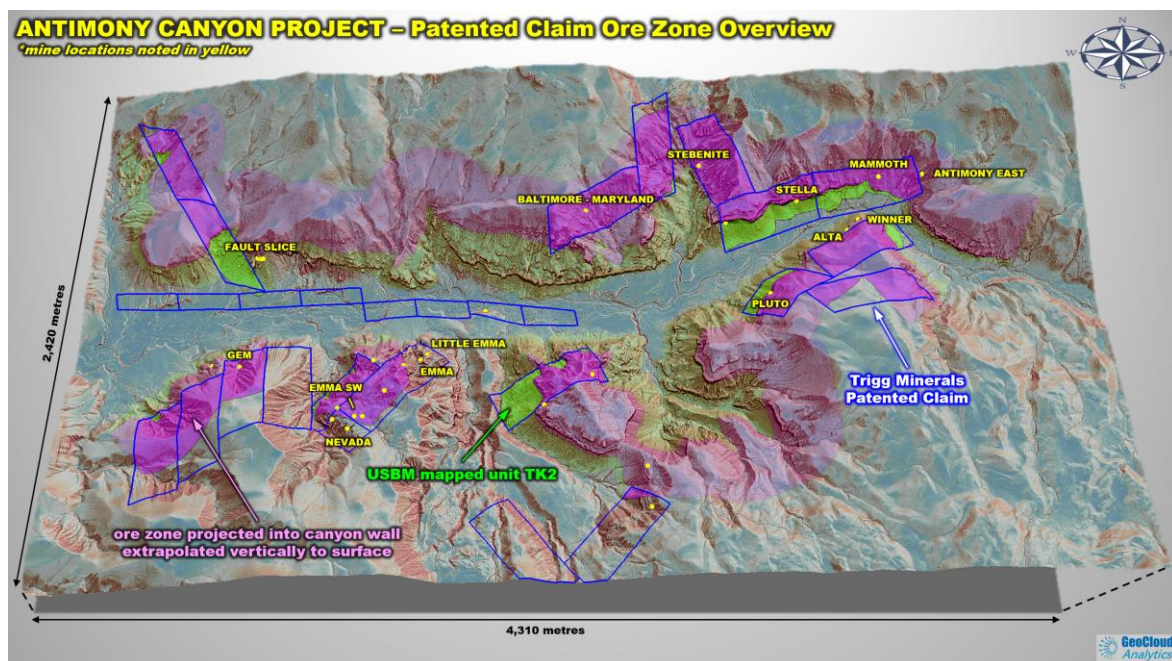 ANTIMONY CANYON PROJECT – Patented Claim Ore Zone Overview
*mine locations noted in yellow
N
W
E
S
STEBENITE
MAMMOTH
ANTIMONY EAST
BALTIMORE - MARYLAND
STELLA
WINNER
ALTA
FAULT SLICE
PLUTO
2,420 metres
LITTLE EMMA
GEM
EMMA
EMMA SW
NEVADA
Trigg Minerals
Patented Claim
USBM mapped unit TK2
ore zone projected into canyon wall
extrapolated vertically to surface
4,310 metres
GeoCloud
Analytics